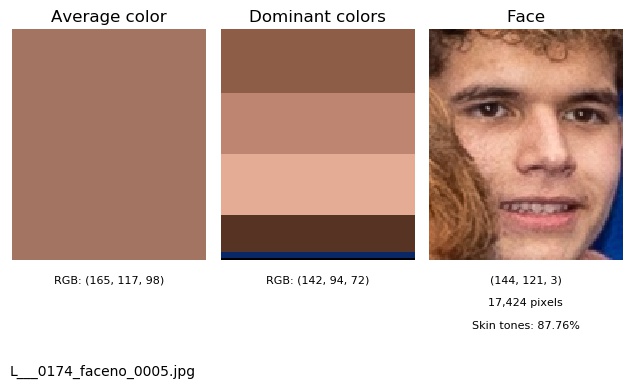 Average color
Dominant colors
Face
RGB: (165, 117, 98)
RGB: (142, 94, 72)
(144, 121, 3)
17,424 pixels
Skin tones: 87.76%
L___0174_faceno_0005.jpg